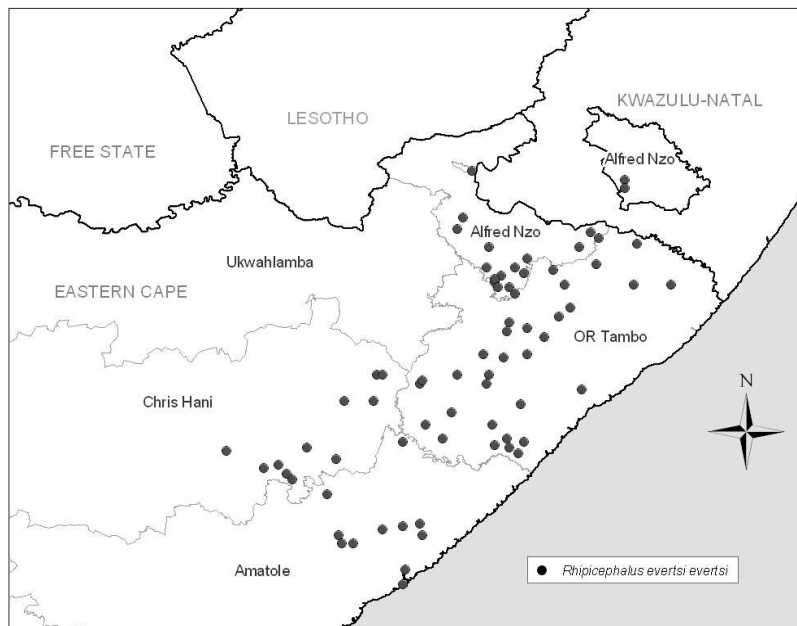 KWAZULU-NATAL
LESOTHO
FREE STATE
Alfred Nzo
Alfred Nzo
Ukwahlamba
EASTERN CAPE
OR Tambo
N
Chris Hani
Amatole
Rhipicephalus evertsi evertsi